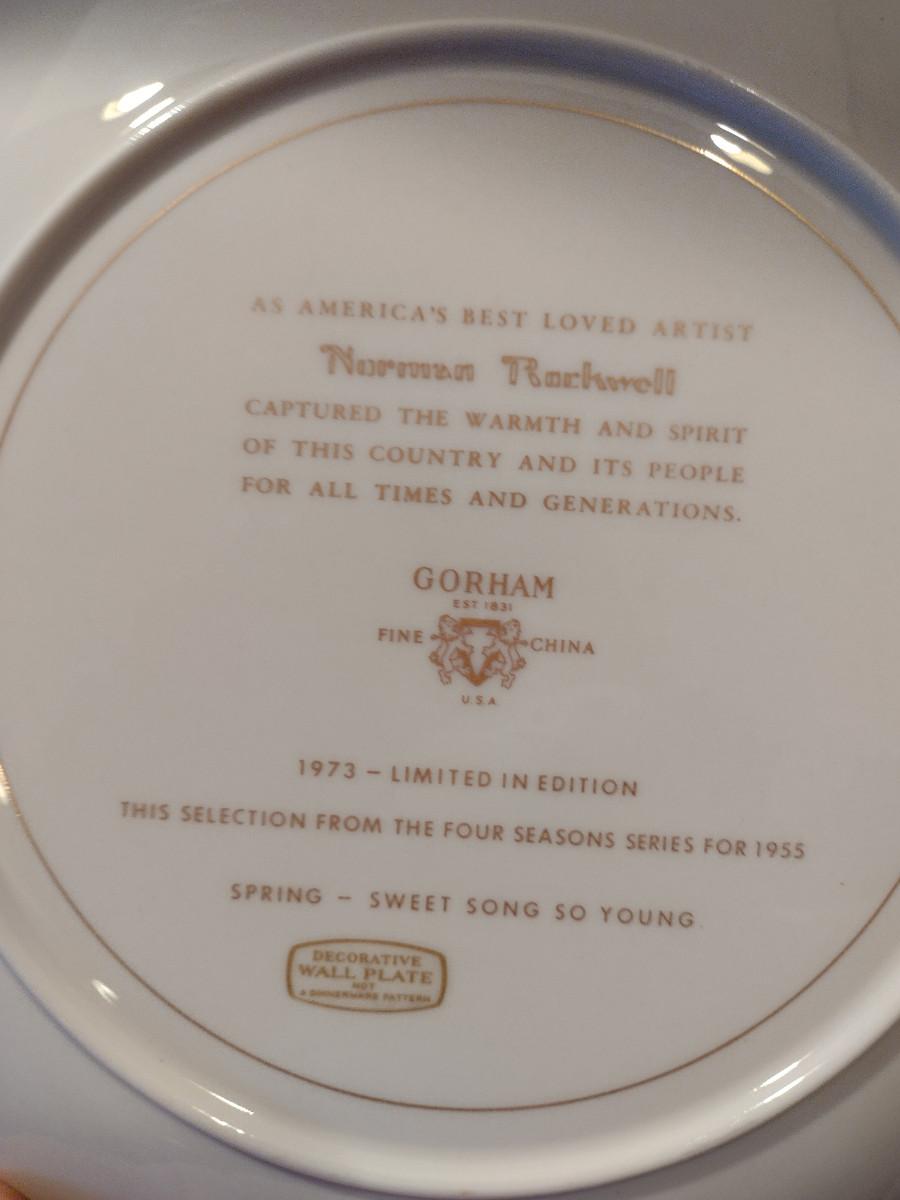 AS AMERICA'S BEST LOVED ARTIST
Norman Rockwell
CAPTURED THE WARMTH AND SPIRIT
OF THIS COUNTRY AND ITS PEOPLE
FOR ALL TIMES AND GENERATIONS.
GORHAM
EST 1831
FINE CHINA
U.S.A.
1973 – LIMITED IN EDITION
THIS SELECTION FROM THE FOUR SEASONS SERIES FOR 1955
SPRING – SWEET SONG SO YOUNG.
DECORATIVE
WALL PLATE
NOT
A DINNERWARE PATTERN